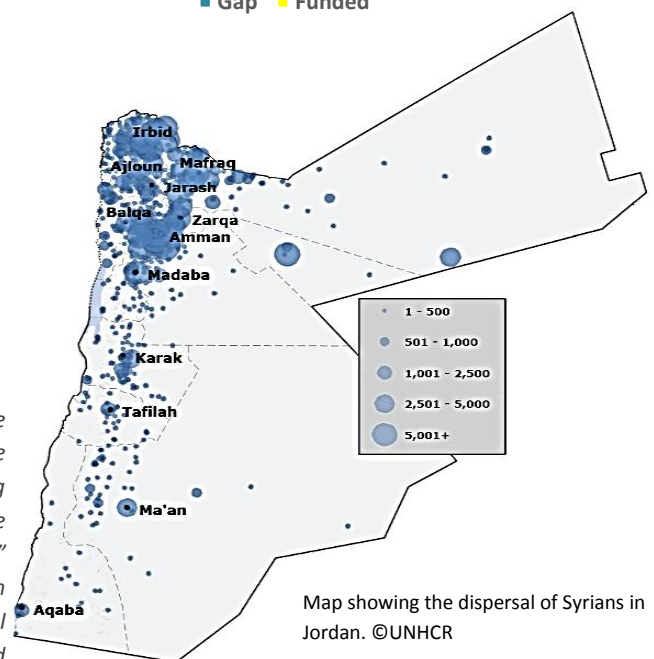 Gap Funded
Irbid
Ajloun
Mafraq
Jarash
Balqa
Zarqa
Amman
Madaba
1 - 500
501 - 1,000
1,001 - 2,500
2,501 - 5,000
5,001+
Karak
Tafilah
Ma'an
Aqaba
Map showing the dispersal of Syrians in
Jordan. ©UNHCR